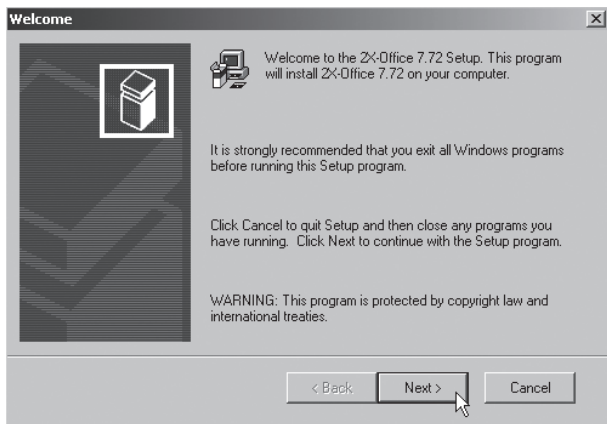 Welcome
Welcome to the 2X-Office 7.72 Setup. This program
will install 2X-Office 7.72 on your computer.
It is strongly recommended that you exit all Windows programs
before running this Setup program.
Click Cancel to quit Setup and then close any programs you
have running. Click Next to continue with the Setup program.
WARNING: This program is protected by copyright law and
international treaties.
< Back
Next >
Cancel